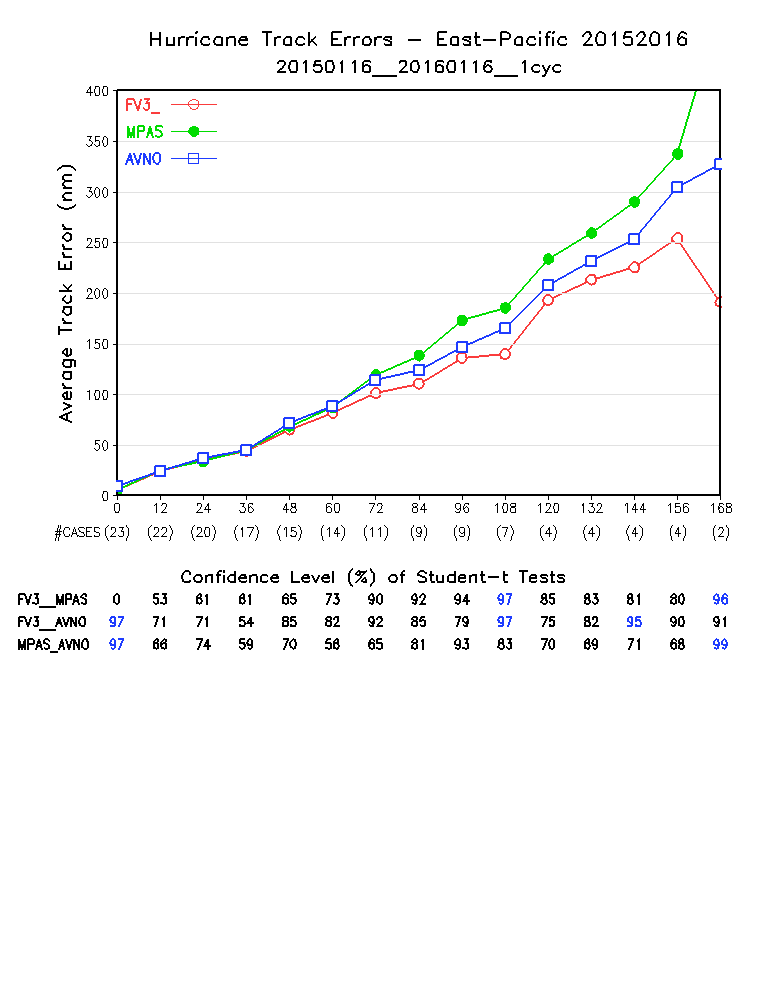 Hurricane Track Errors - East-Pacific 20152016
20150116__20160116__1cyc
Average Track Error (nm)
400
350
300
250
200
150
100
50
0
FV3_
MPAS
AVNO
0 12 24 36 48 60 72 84 96 108 120 132 144 156 168
#CASES (23) (22) (20) (17) (15) (14) (11) (9) (9) (7) (4) (4) (4) (4) (2)
Confidence Level (%) of Student-t Tests
FV3__MPAS 0 53 61 61 65 73 90 92 94 97 85 83 81 80 96
FV3__AVNO 97 71 71 54 85 82 92 85 79 97 75 82 95 90 91
MPAS_AVNO 97 66 74 59 70 56 65 81 93 83 70 69 71 68 99